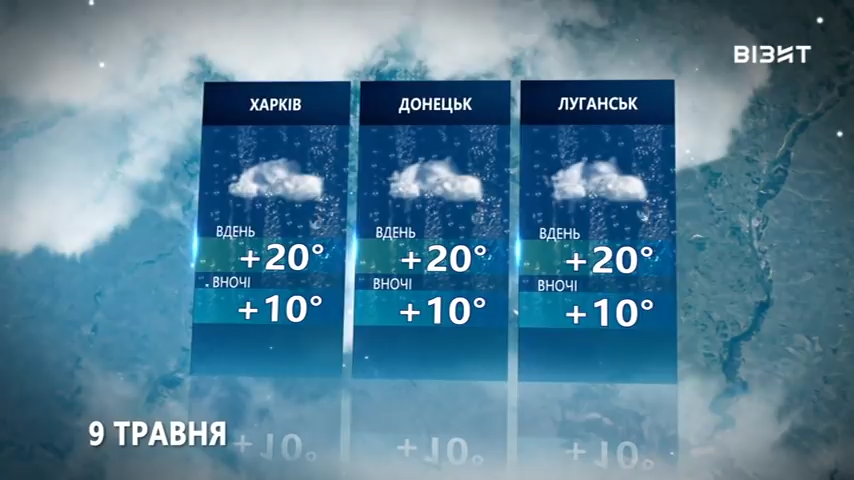 ВІЗИТ
ХАРКІВ
ВДЕНЬ
+20°
ВНОЧІ
+10°
ДОНЕЦЬК
ВДЕНЬ
+20°
ВНОЧІ
+10°
ЛУГАНСЬК
ВДЕНЬ
+20°
ВНОЧІ
+10°
9 ТРАВНЯ